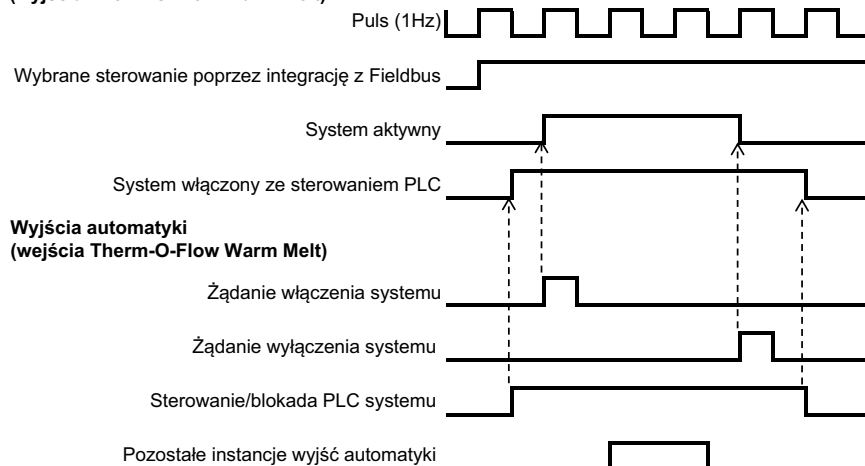 Puls (1Hz)
Wybrane sterowanie poprzez integrację z Fieldbus
System aktywny
System włączony ze sterowaniem PLC
Wyjścia automatyki
(wejścia Therm-O-Flow Warm Melt)
Żądanie włączenia systemu
Żądanie wyłączenia systemu
Sterowanie/blokada PLC systemu
Pozostałe instancje wyjść automatyki